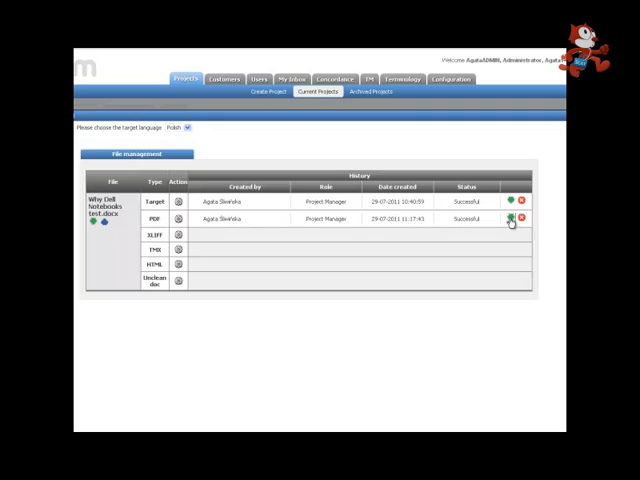 m
Welcome AgataADMIN, Administrator, Agata
Projects Customers Users My Inbox Concordance TM Terminology Configuration
Create Project Current Projects Archived Projects
Please choose the target language Polish
File management
File Type Action History
Created by Role Date created Status
Why Dell Notebooks test.docx
Target Agata Śliwińska Project Manager 29-07-2011 10:40:59 Successful
PDF Agata Śliwińska Project Manager 29-07-2011 11:17:43 Successful
XLIFF
TMX
HTML
Unclean doc